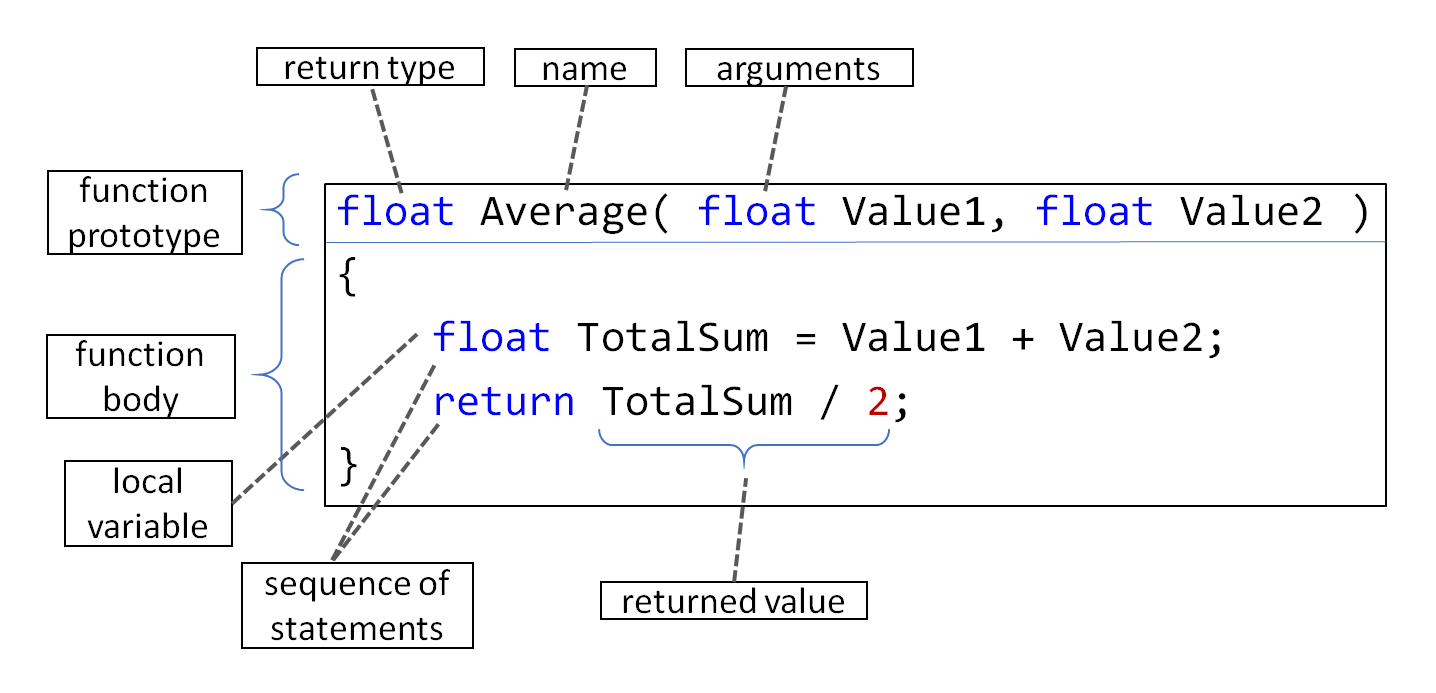 return type
name
arguments
function
prototype
float Average( float Value1, float Value2 )
{
function
body
float TotalSum = Value1 + Value2;
return TotalSum / 2;
}
local
variable
sequence of
statements
returned value